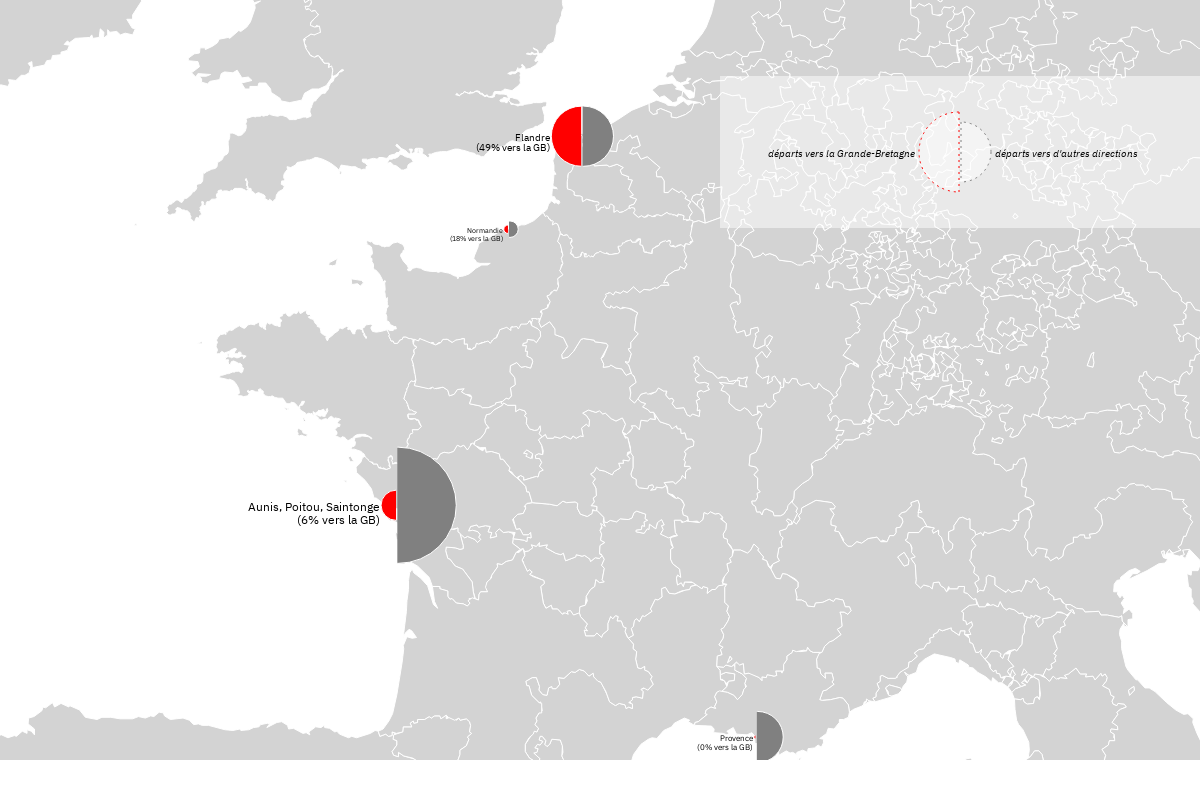 Flandre
(49% vers la GB)
départs vers la Grande-Bretagne
départs vers d'autres directions
Normandie
(18% vers la GB)
Aunis, Poitou, Saintonge
(6% vers la GB)
Provence
(0% vers la GB)